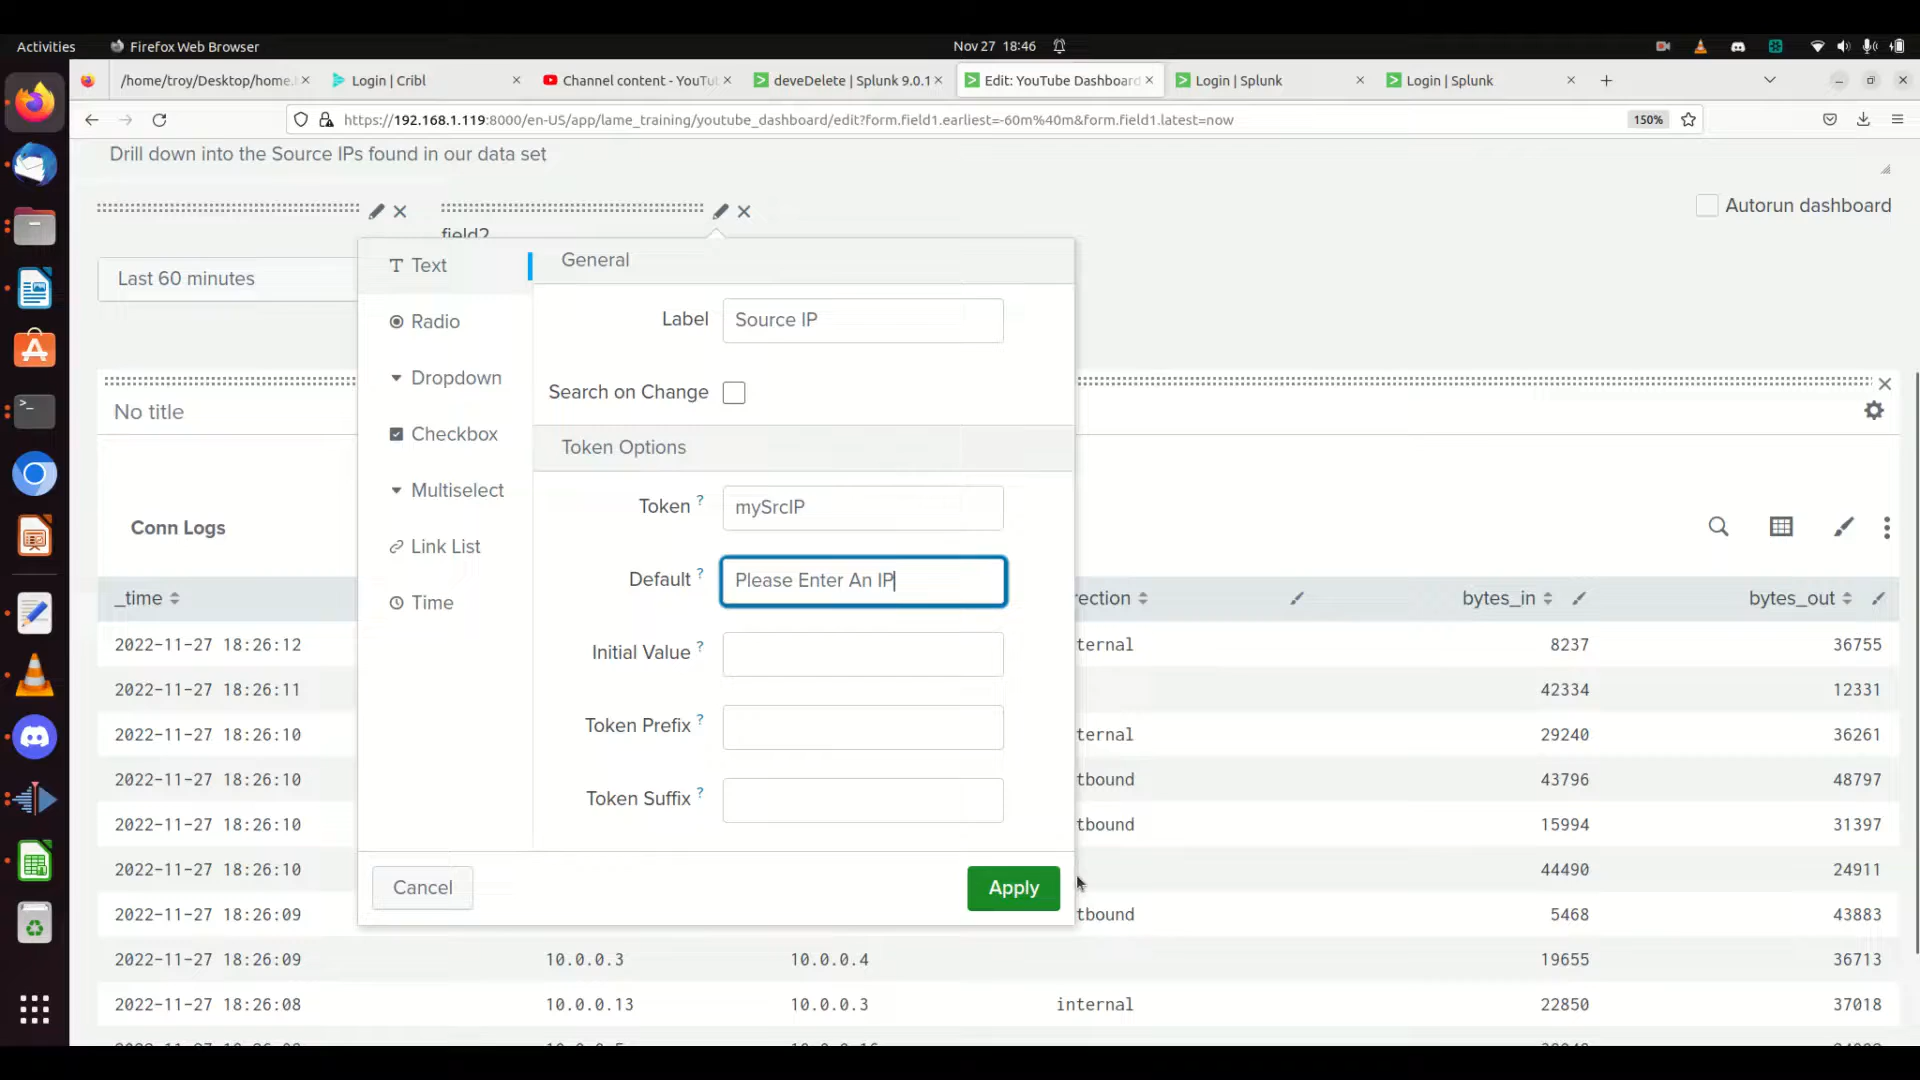 Activities
Firefox Web Browser
Nov 27 18:46
/home/troy/Desktop/home.
Login | Cribl
Channel content - YouTu
deveDelete | Splunk 9.0.1
Edit: YouTube Dashboard
Login | Splunk
Login | Splunk
https://192.168.1.119:8000/en-US/app/lame_training/youtube_dashboard/edit?form.field1.earliest=-60m%40m&form.field1.latest=now
150%
Drill down into the Source IPs found in our data set
Autorun dashboard
field2
Last 60 minutes
Text
Radio
Dropdown
Checkbox
Multiselect
Link List
Time
General
Label
Source IP
Search on Change
Token Options
Token ?
mySrcIP
Default ?
Please Enter An IP
Initial Value ?
Token Prefix ?
Token Suffix ?
Cancel
Apply
No title
Conn Logs
_time
rection
bytes_in
bytes_out
2022-11-27 18:26:12
ternal
8237
36755
2022-11-27 18:26:11
42334
12331
2022-11-27 18:26:10
ternal
29240
36261
2022-11-27 18:26:10
tbound
43796
48797
2022-11-27 18:26:10
tbound
15994
31397
2022-11-27 18:26:10
44490
24911
2022-11-27 18:26:09
tbound
5468
43883
2022-11-27 18:26:09
10.0.0.3
10.0.0.4
19655
36713
2022-11-27 18:26:08
10.0.0.13
10.0.0.3
internal
22850
37018